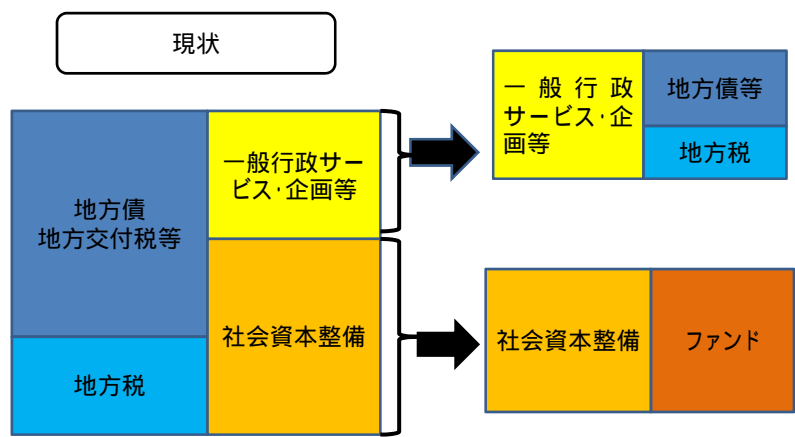 現状
地方債
地方交付税等
地方税
一般行政サー
ビス・企画等
社会資本整備
一般行政
サービス・企
画等
地方債等
地方税
社会資本整備
ファンド